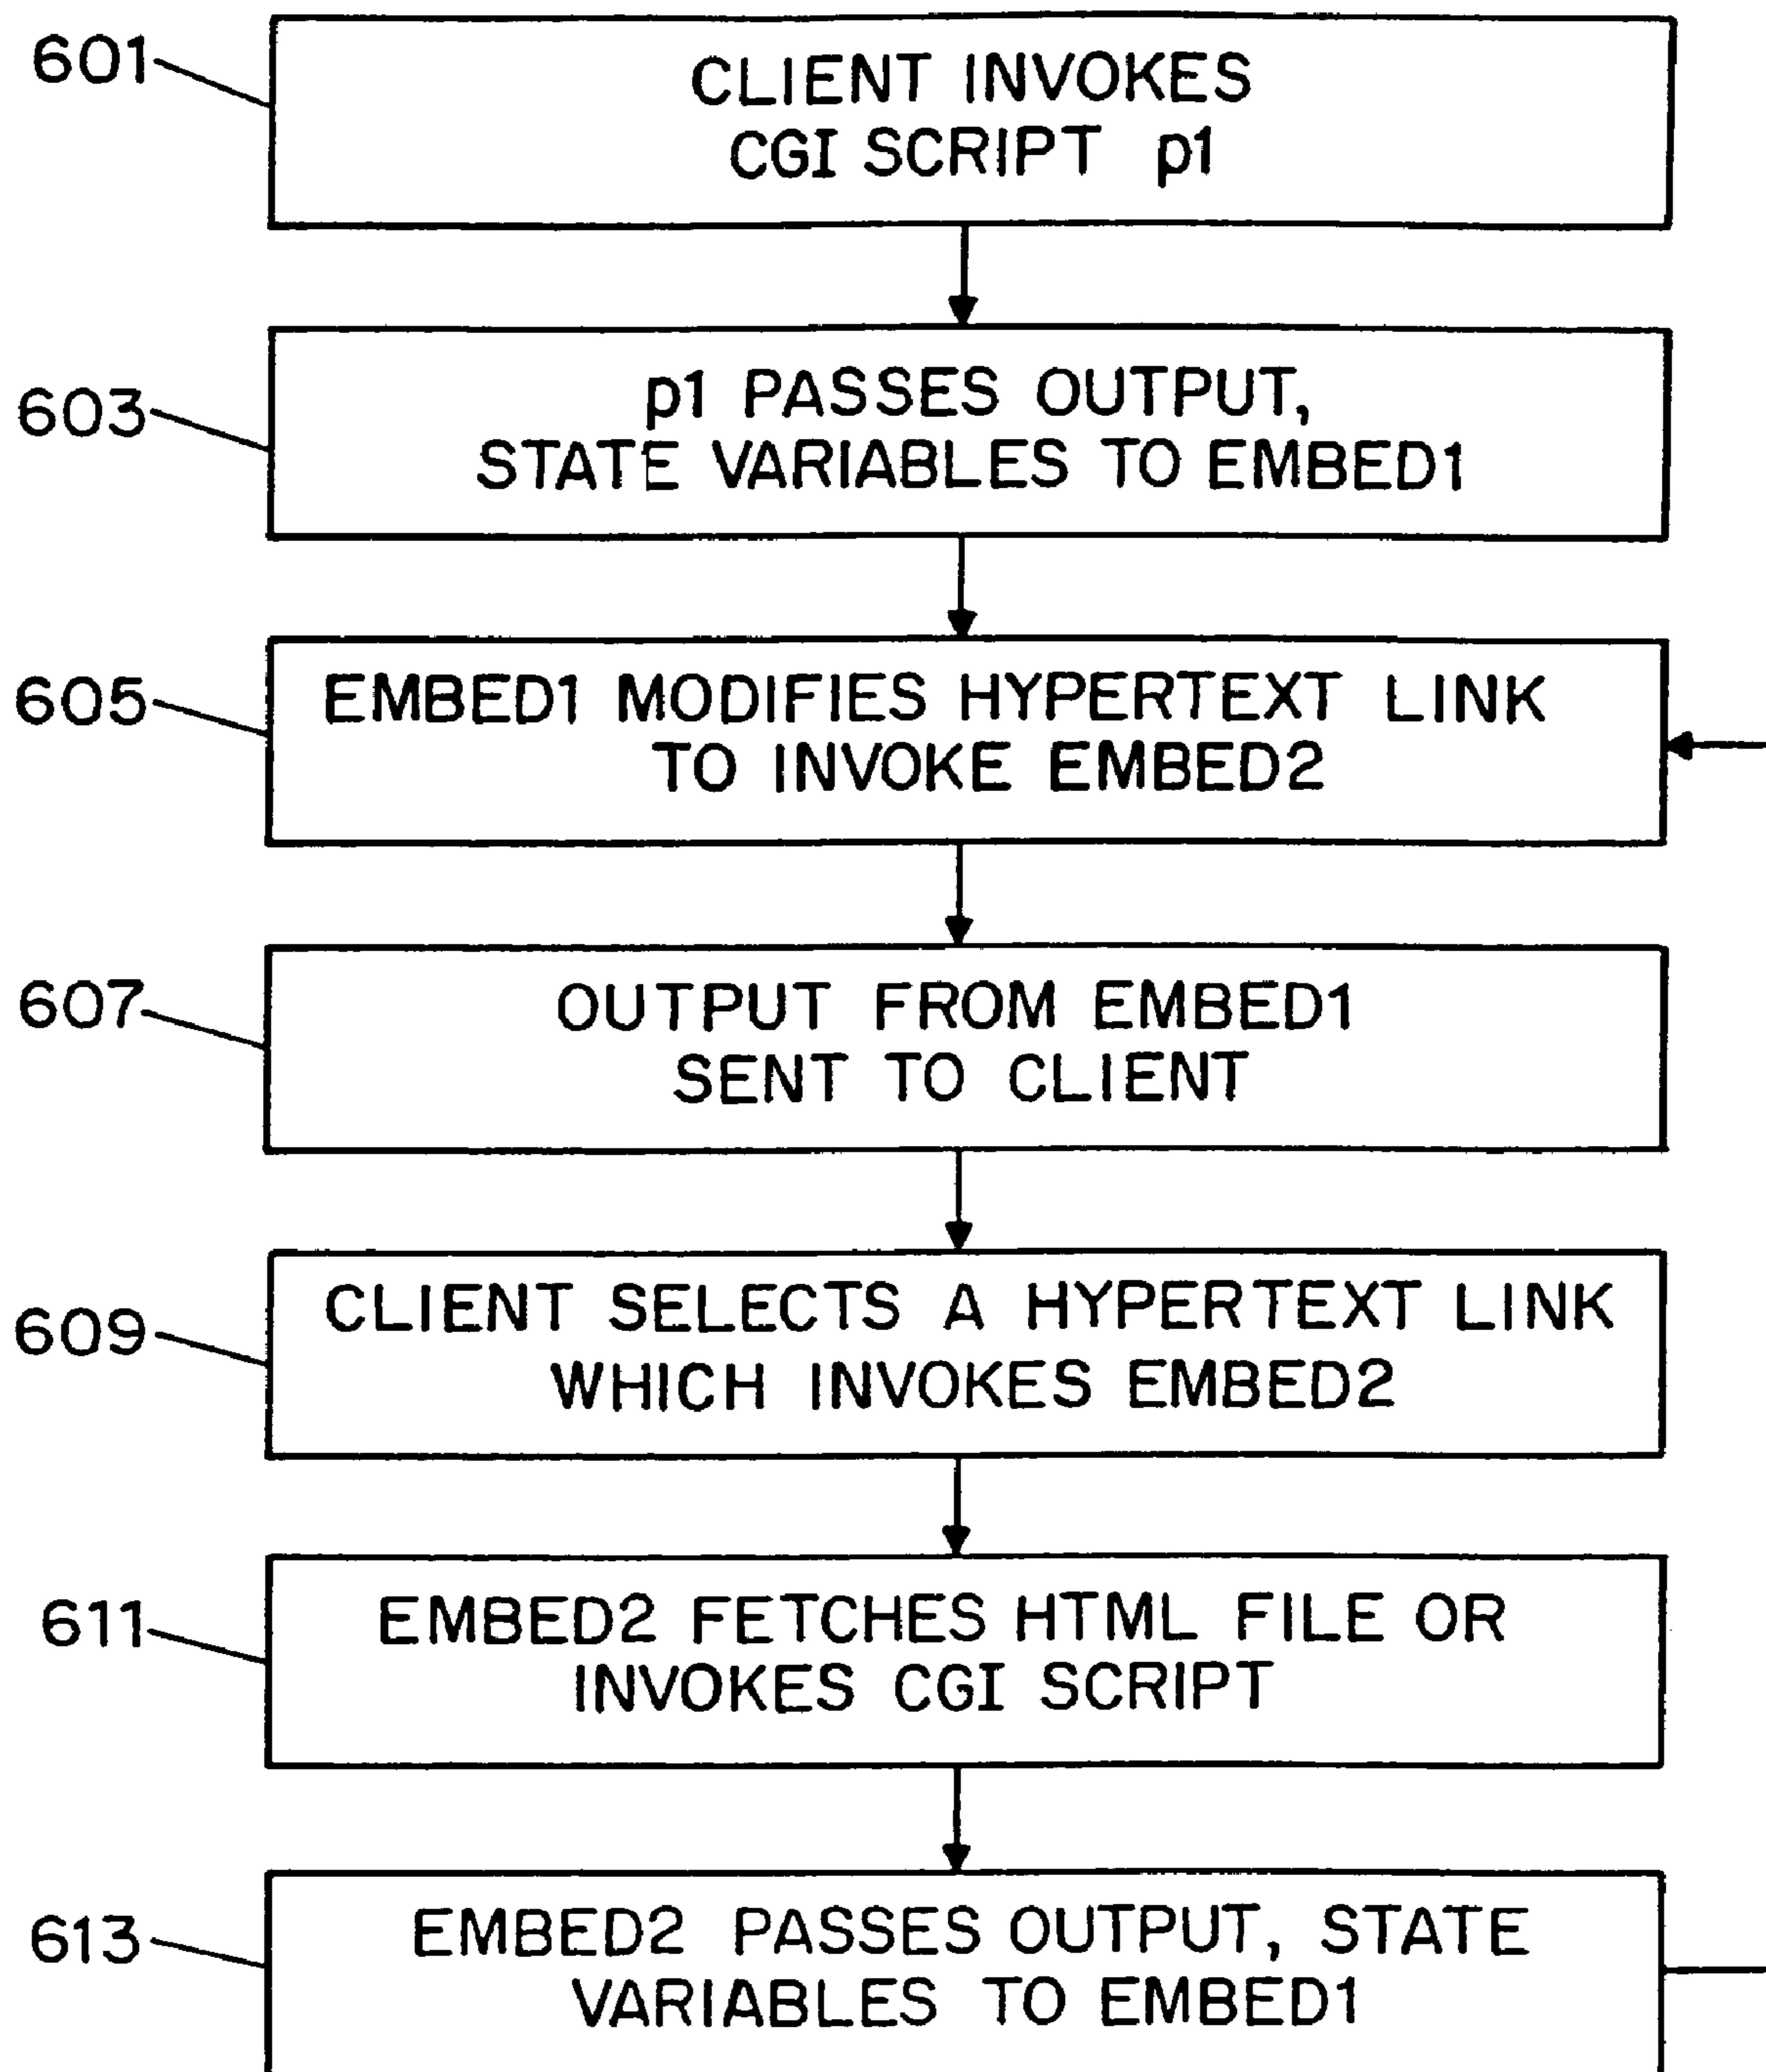 601
CLIENT INVOKES
CGI SCRIPT p1
603
p1 PASSES OUTPUT,
STATE VARIABLES TO EMBED1
605
EMBED1 MODIFIES HYPERTEXT LINK
TO INVOKE EMBED2
607
OUTPUT FROM EMBED1
SENT TO CLIENT
609
CLIENT SELECTS A HYPERTEXT LINK
WHICH INVOKES EMBED2
611
EMBED2 FETCHES HTML FILE OR
INVOKES CGI SCRIPT
613
EMBED2 PASSES OUTPUT, STATE
VARIABLES TO EMBED1